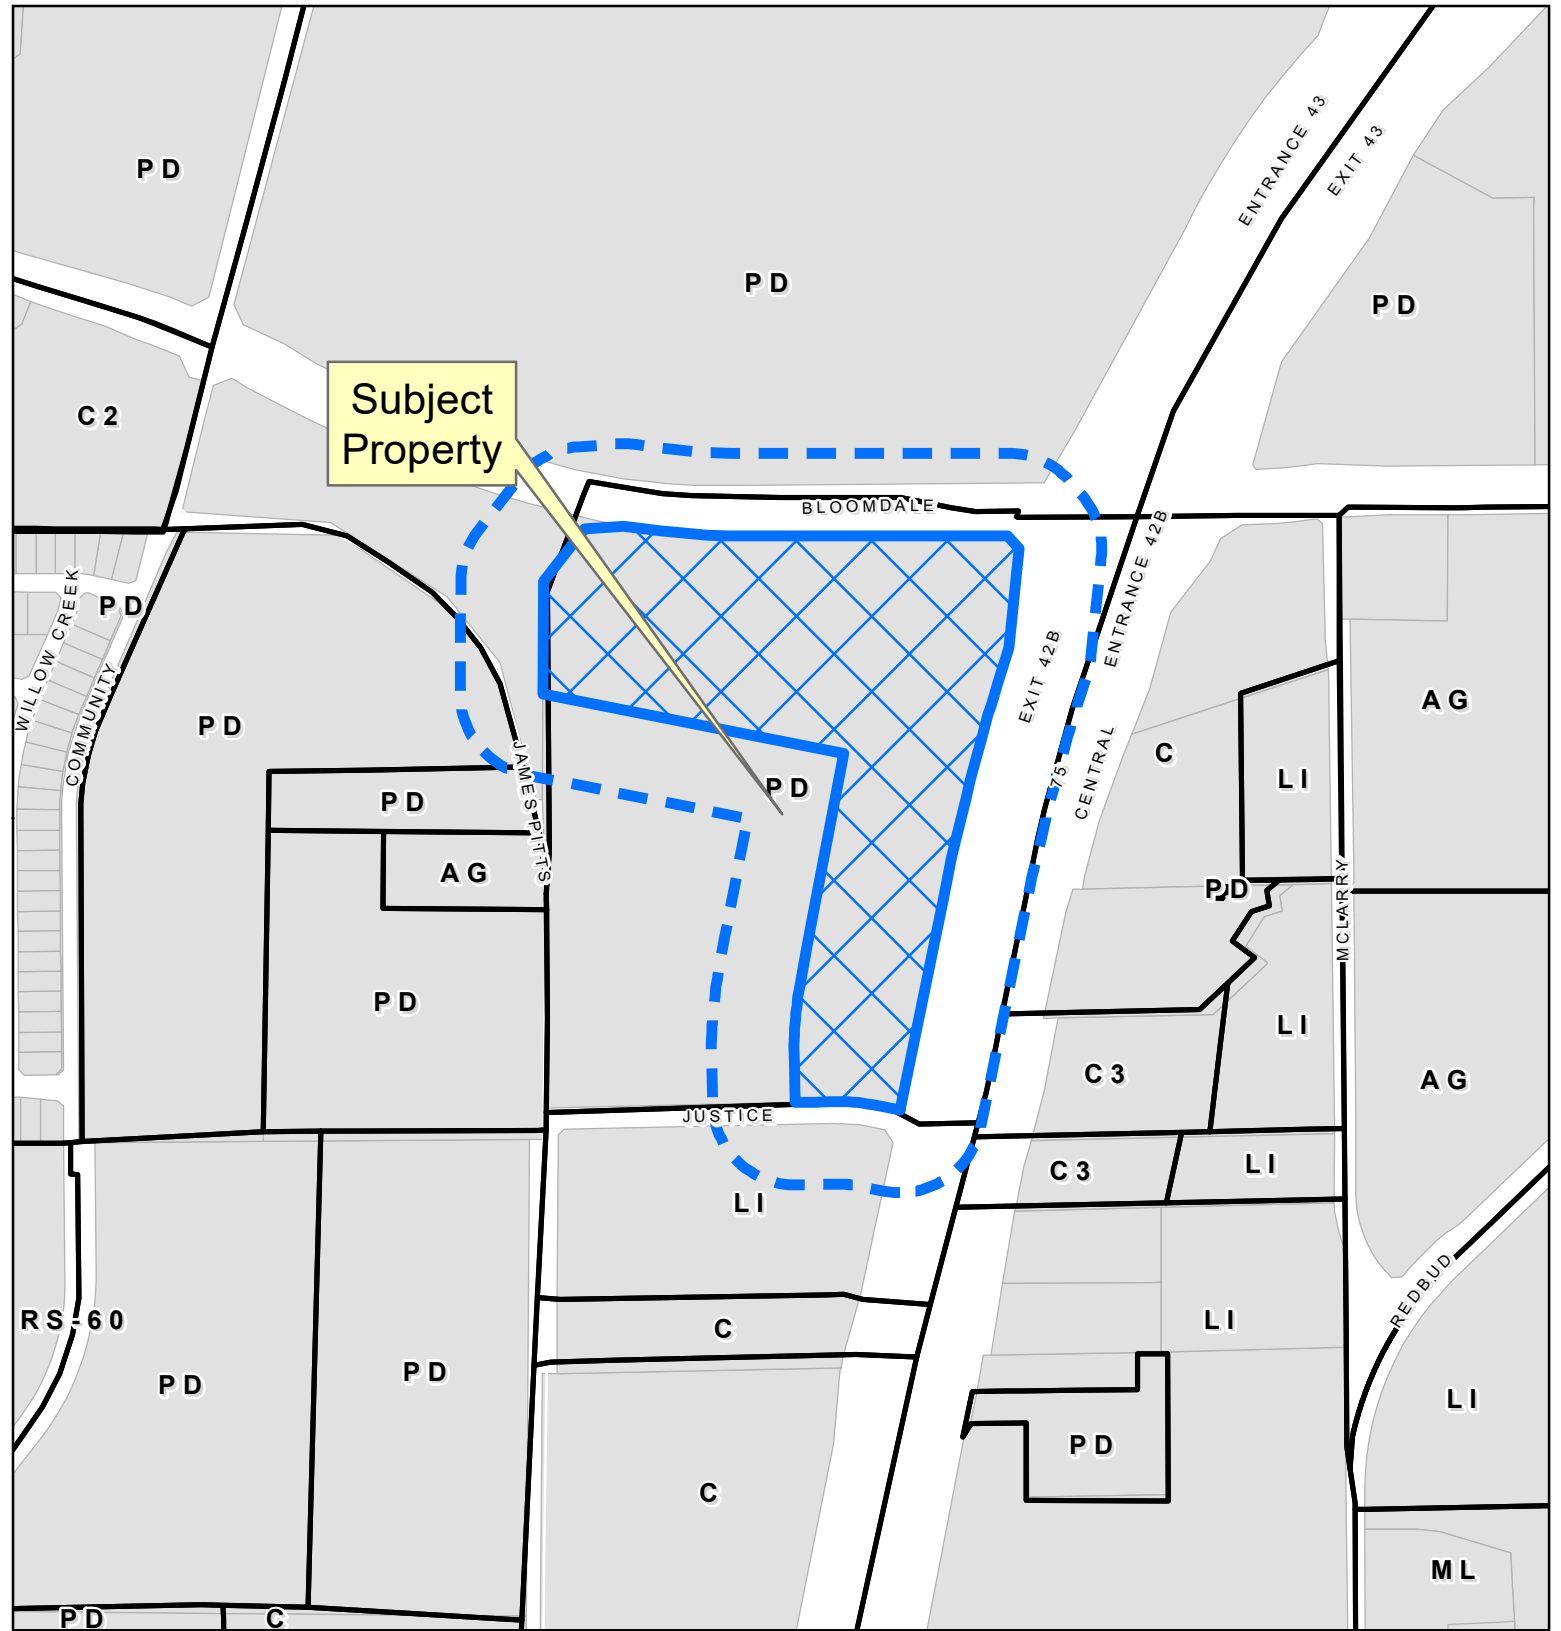 ENTRANCE 43
EXIT 43
PD
PD
PD
Subject
Property
C2
BLOOMDALE
ENTRANCE 42B
WILLOW CREEK
PD
COMMUNITY
EXIT 42B
AG
PD
C
LI
JAMES PITTS
75
CENTRAL
PD
PD
AG
PD
MCLARRY
PD
LI
C3
AG
JUSTICE
C3
LI
LI
REDBUD
RS-60
C
LI
PD
PD
LI
PD
C
ML
PD
C